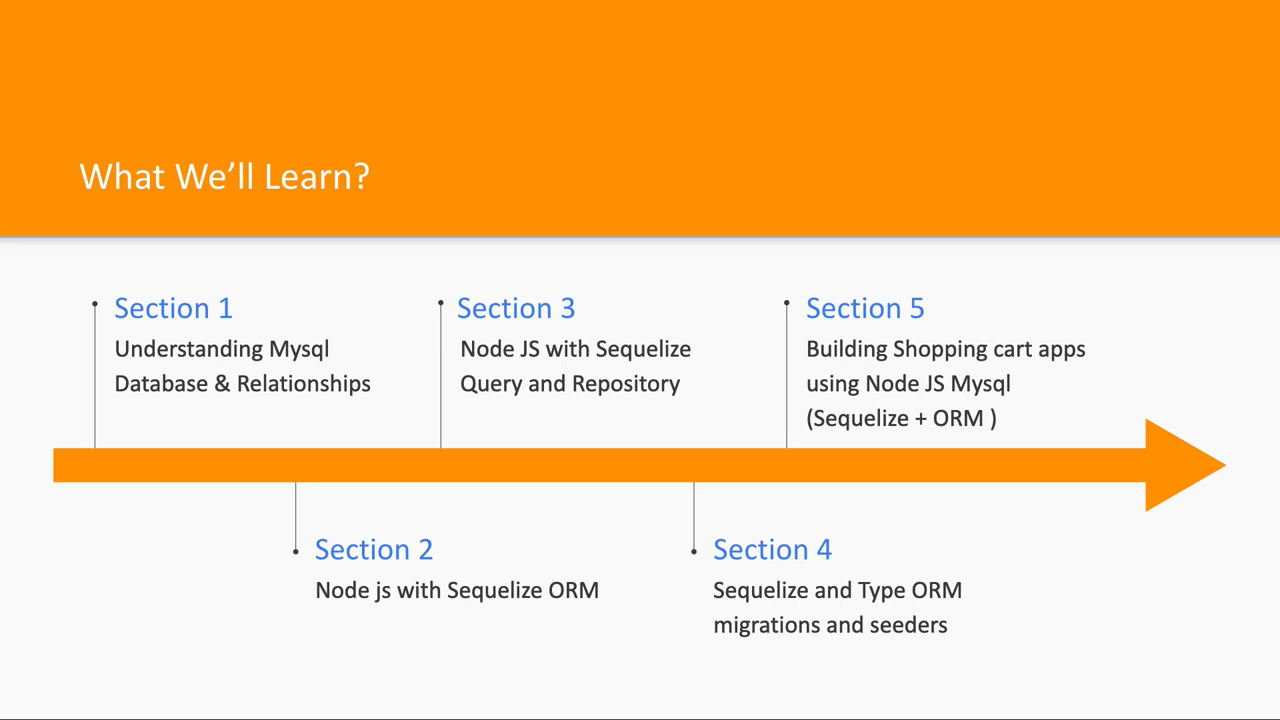 What We’ll Learn?
Section 1
Understanding Mysql
Database & Relationships
Section 2
Node js with Sequelize ORM
Section 3
Node JS with Sequelize
Query and Repository
Section 4
Sequelize and Type ORM
migrations and seeders
Section 5
Building Shopping cart apps
using Node JS Mysql
(Sequelize + ORM )